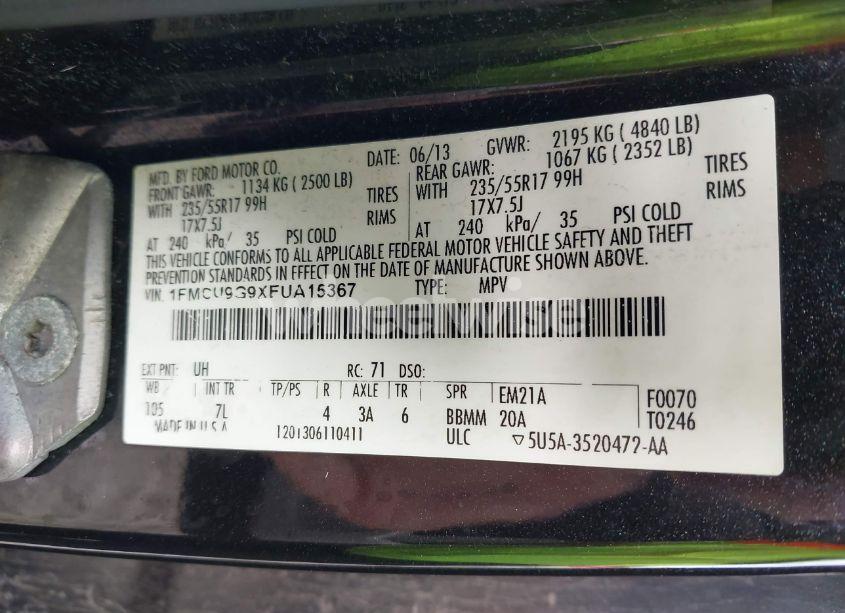 MFD. BY FORD MOTOR CO.
DATE: 06/13 GVWR: 2195 KG ( 4840 LB)
FRONT GAWR: 1134 KG ( 2500 LB)
REAR GAWR: 1067 KG ( 2352 LB)
WITH 235/55R17 99H TIRES
WITH 235/55R17 99H TIRES
17X7.5J RIMS
17X7.5J RIMS
AT 240 kPa/ 35 PSI COLD
AT 240 kPa/ 35 PSI COLD
THIS VEHICLE CONFORMS TO ALL APPLICABLE FEDERAL MOTOR VEHICLE SAFETY AND THEFT
PREVENTION STANDARDS IN EFFECT ON THE DATE OF MANUFACTURE SHOWN ABOVE.
VIN: 1FMCU9G9XFUA15367 TYPE: MPV
EXT PNT: UH RC: 71 DSO:
WB INT TR TP/PS R AXLE TR SPR EM21A F0070
105 7L 4 3A 6 BBMM 20A T0246
MADE IN U.S.A. 1201306110411 ULC 5U5A-3520472-AA